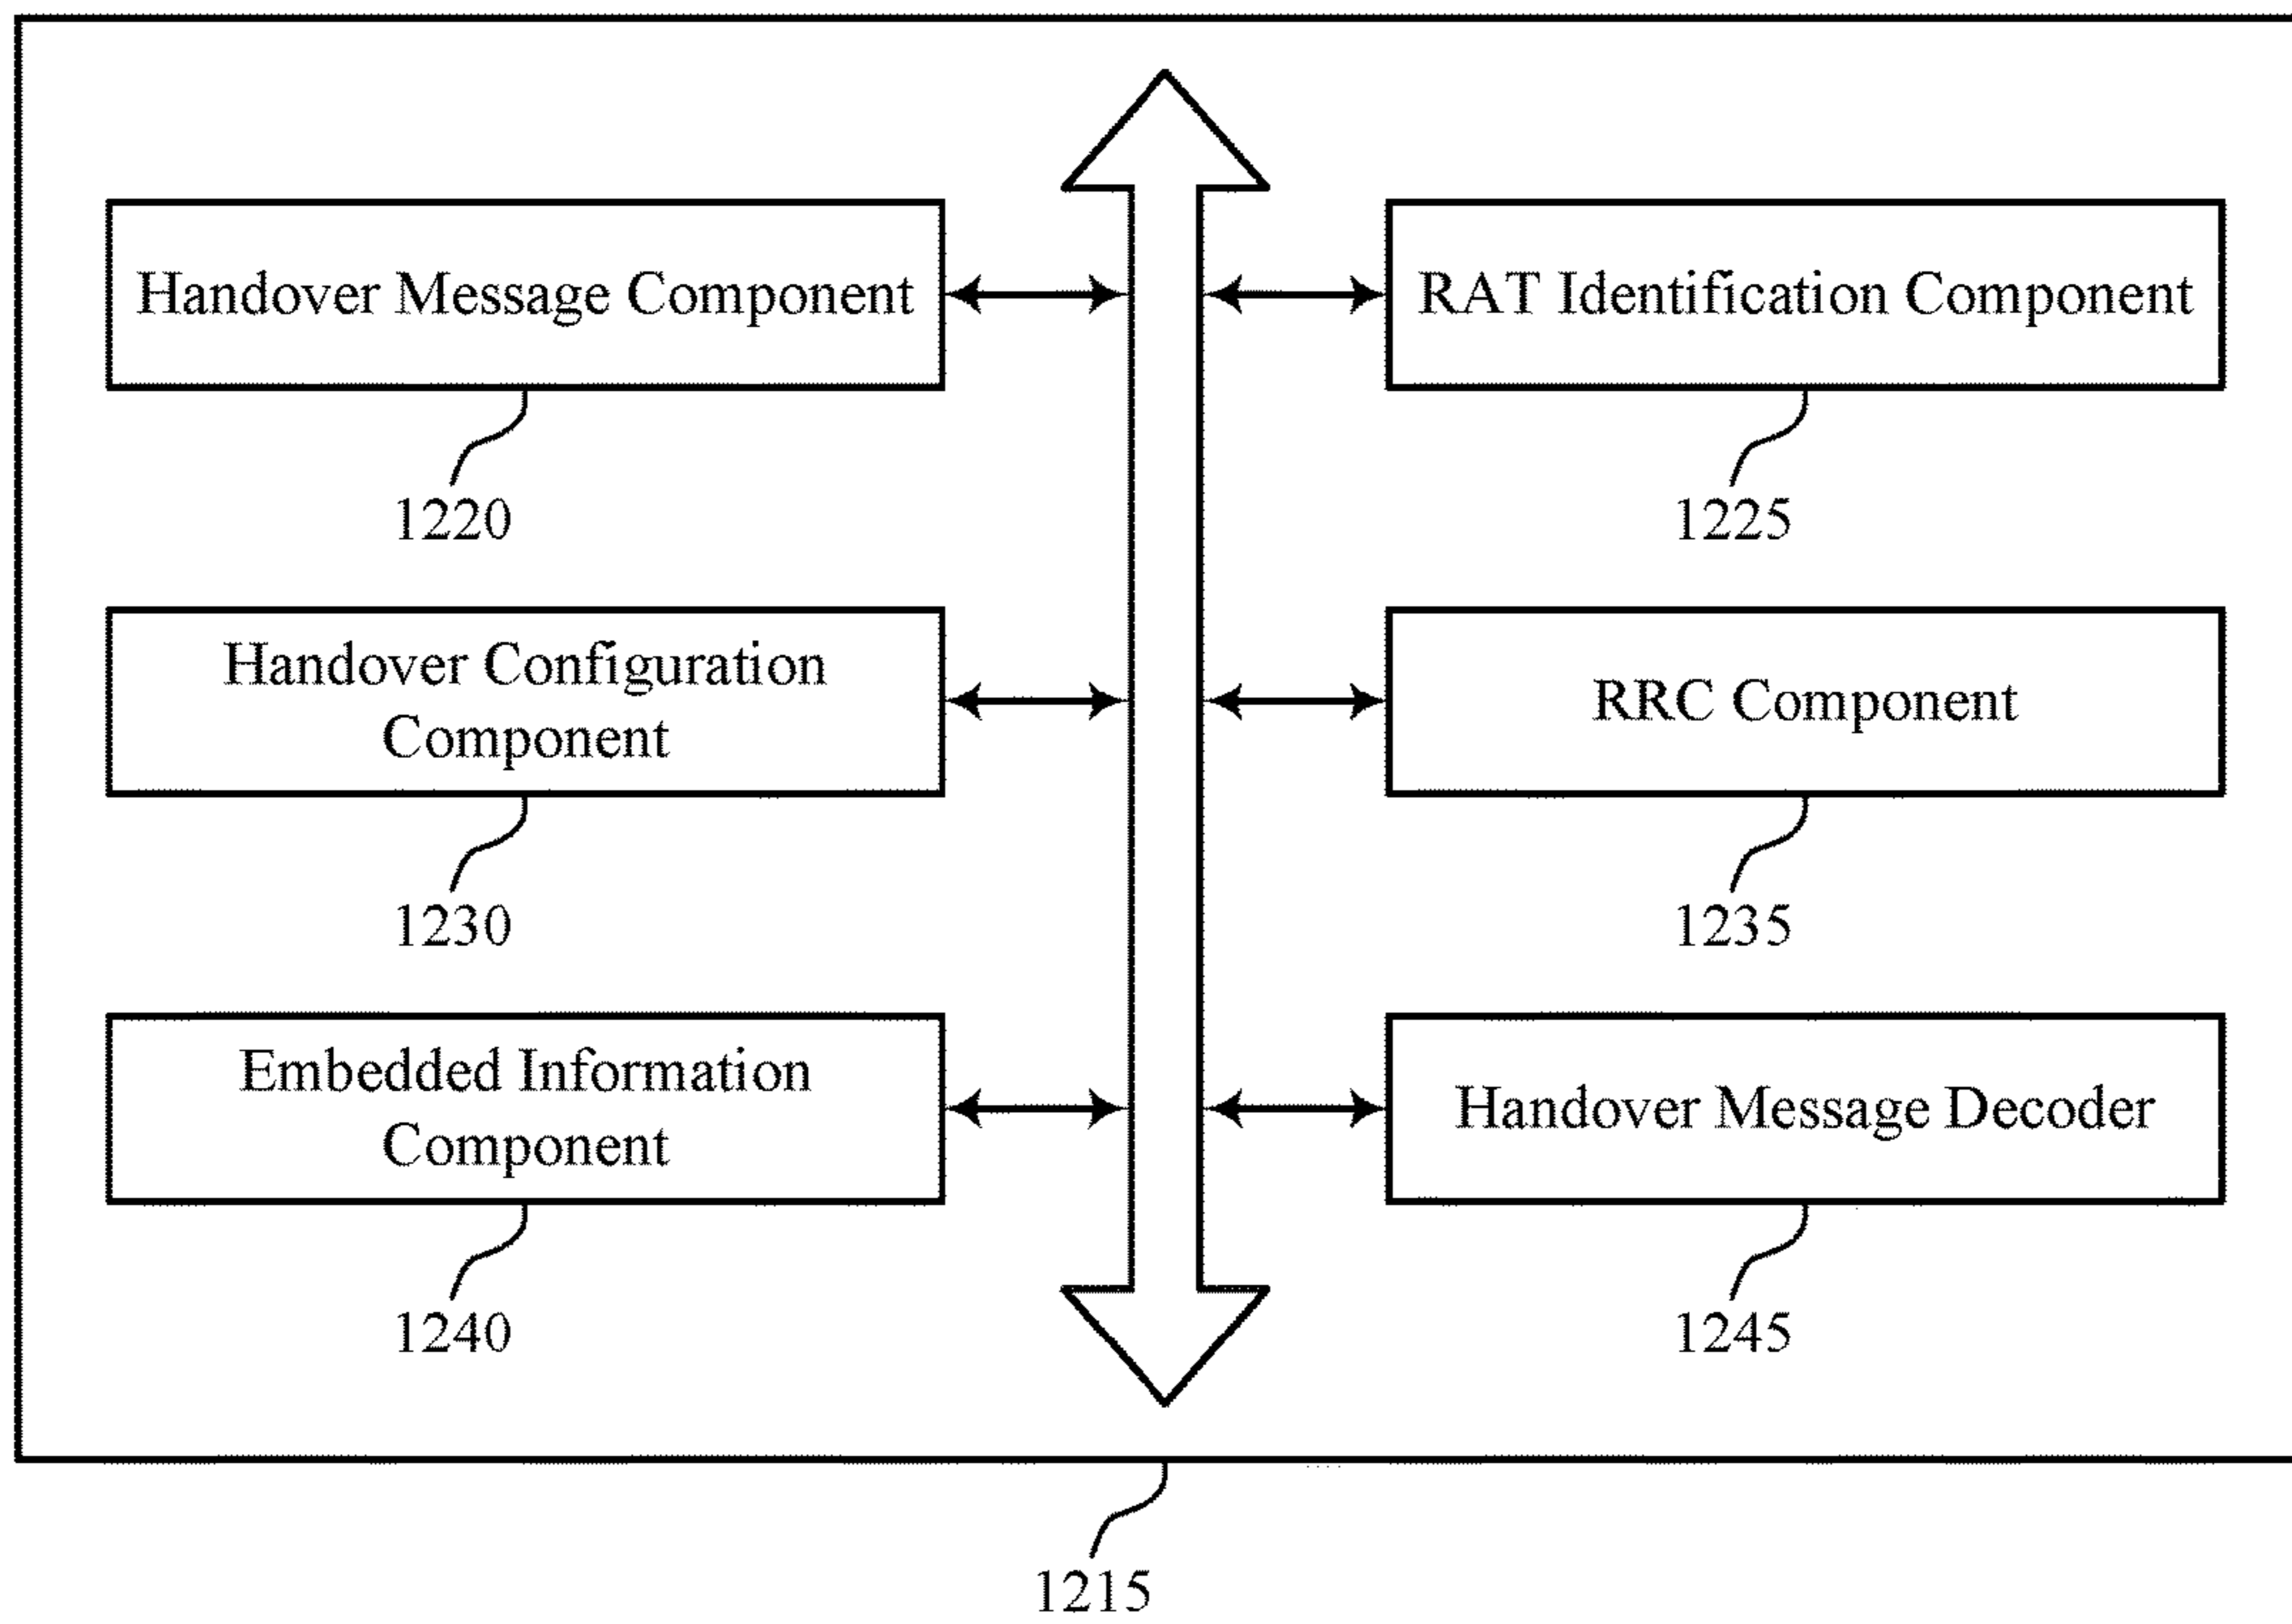 Handover Message Component
1220
RAT Identification Component
1225
Handover Configuration
Component
1230
RRC Component
1235
Embedded Information
Component
1240
Handover Message Decoder
1245
1215